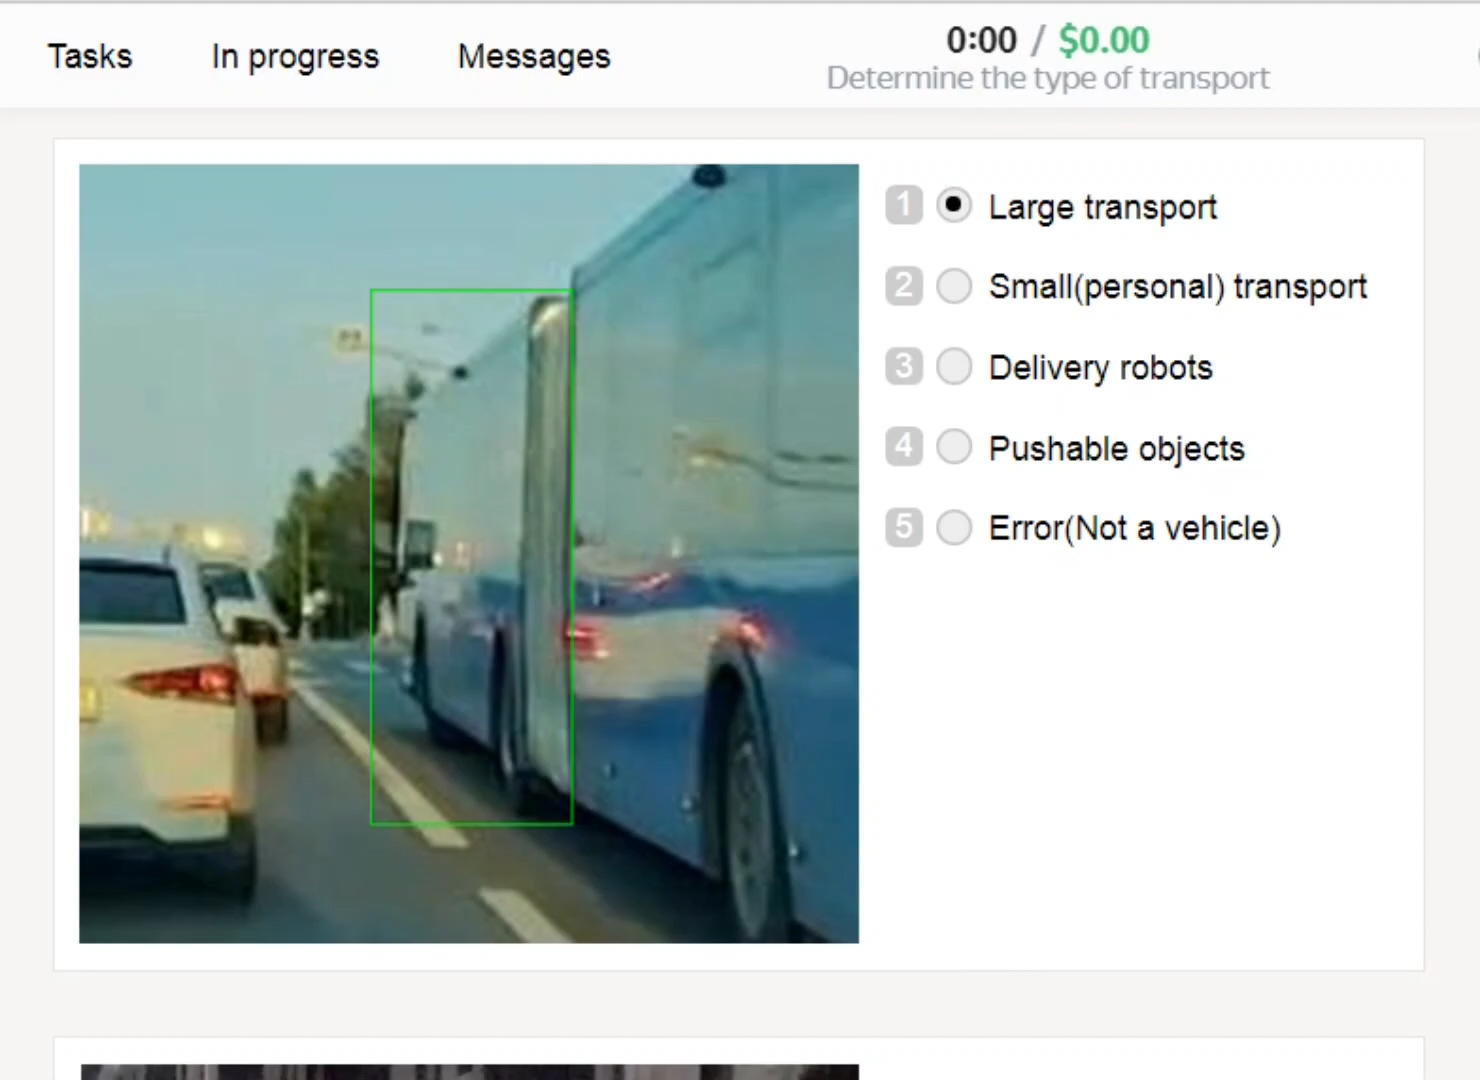 Tasks In progress Messages
0:00 / $0.00
Determine the type of transport
1 Large transport
2 Small(personal) transport
3 Delivery robots
4 Pushable objects
5 Error(Not a vehicle)